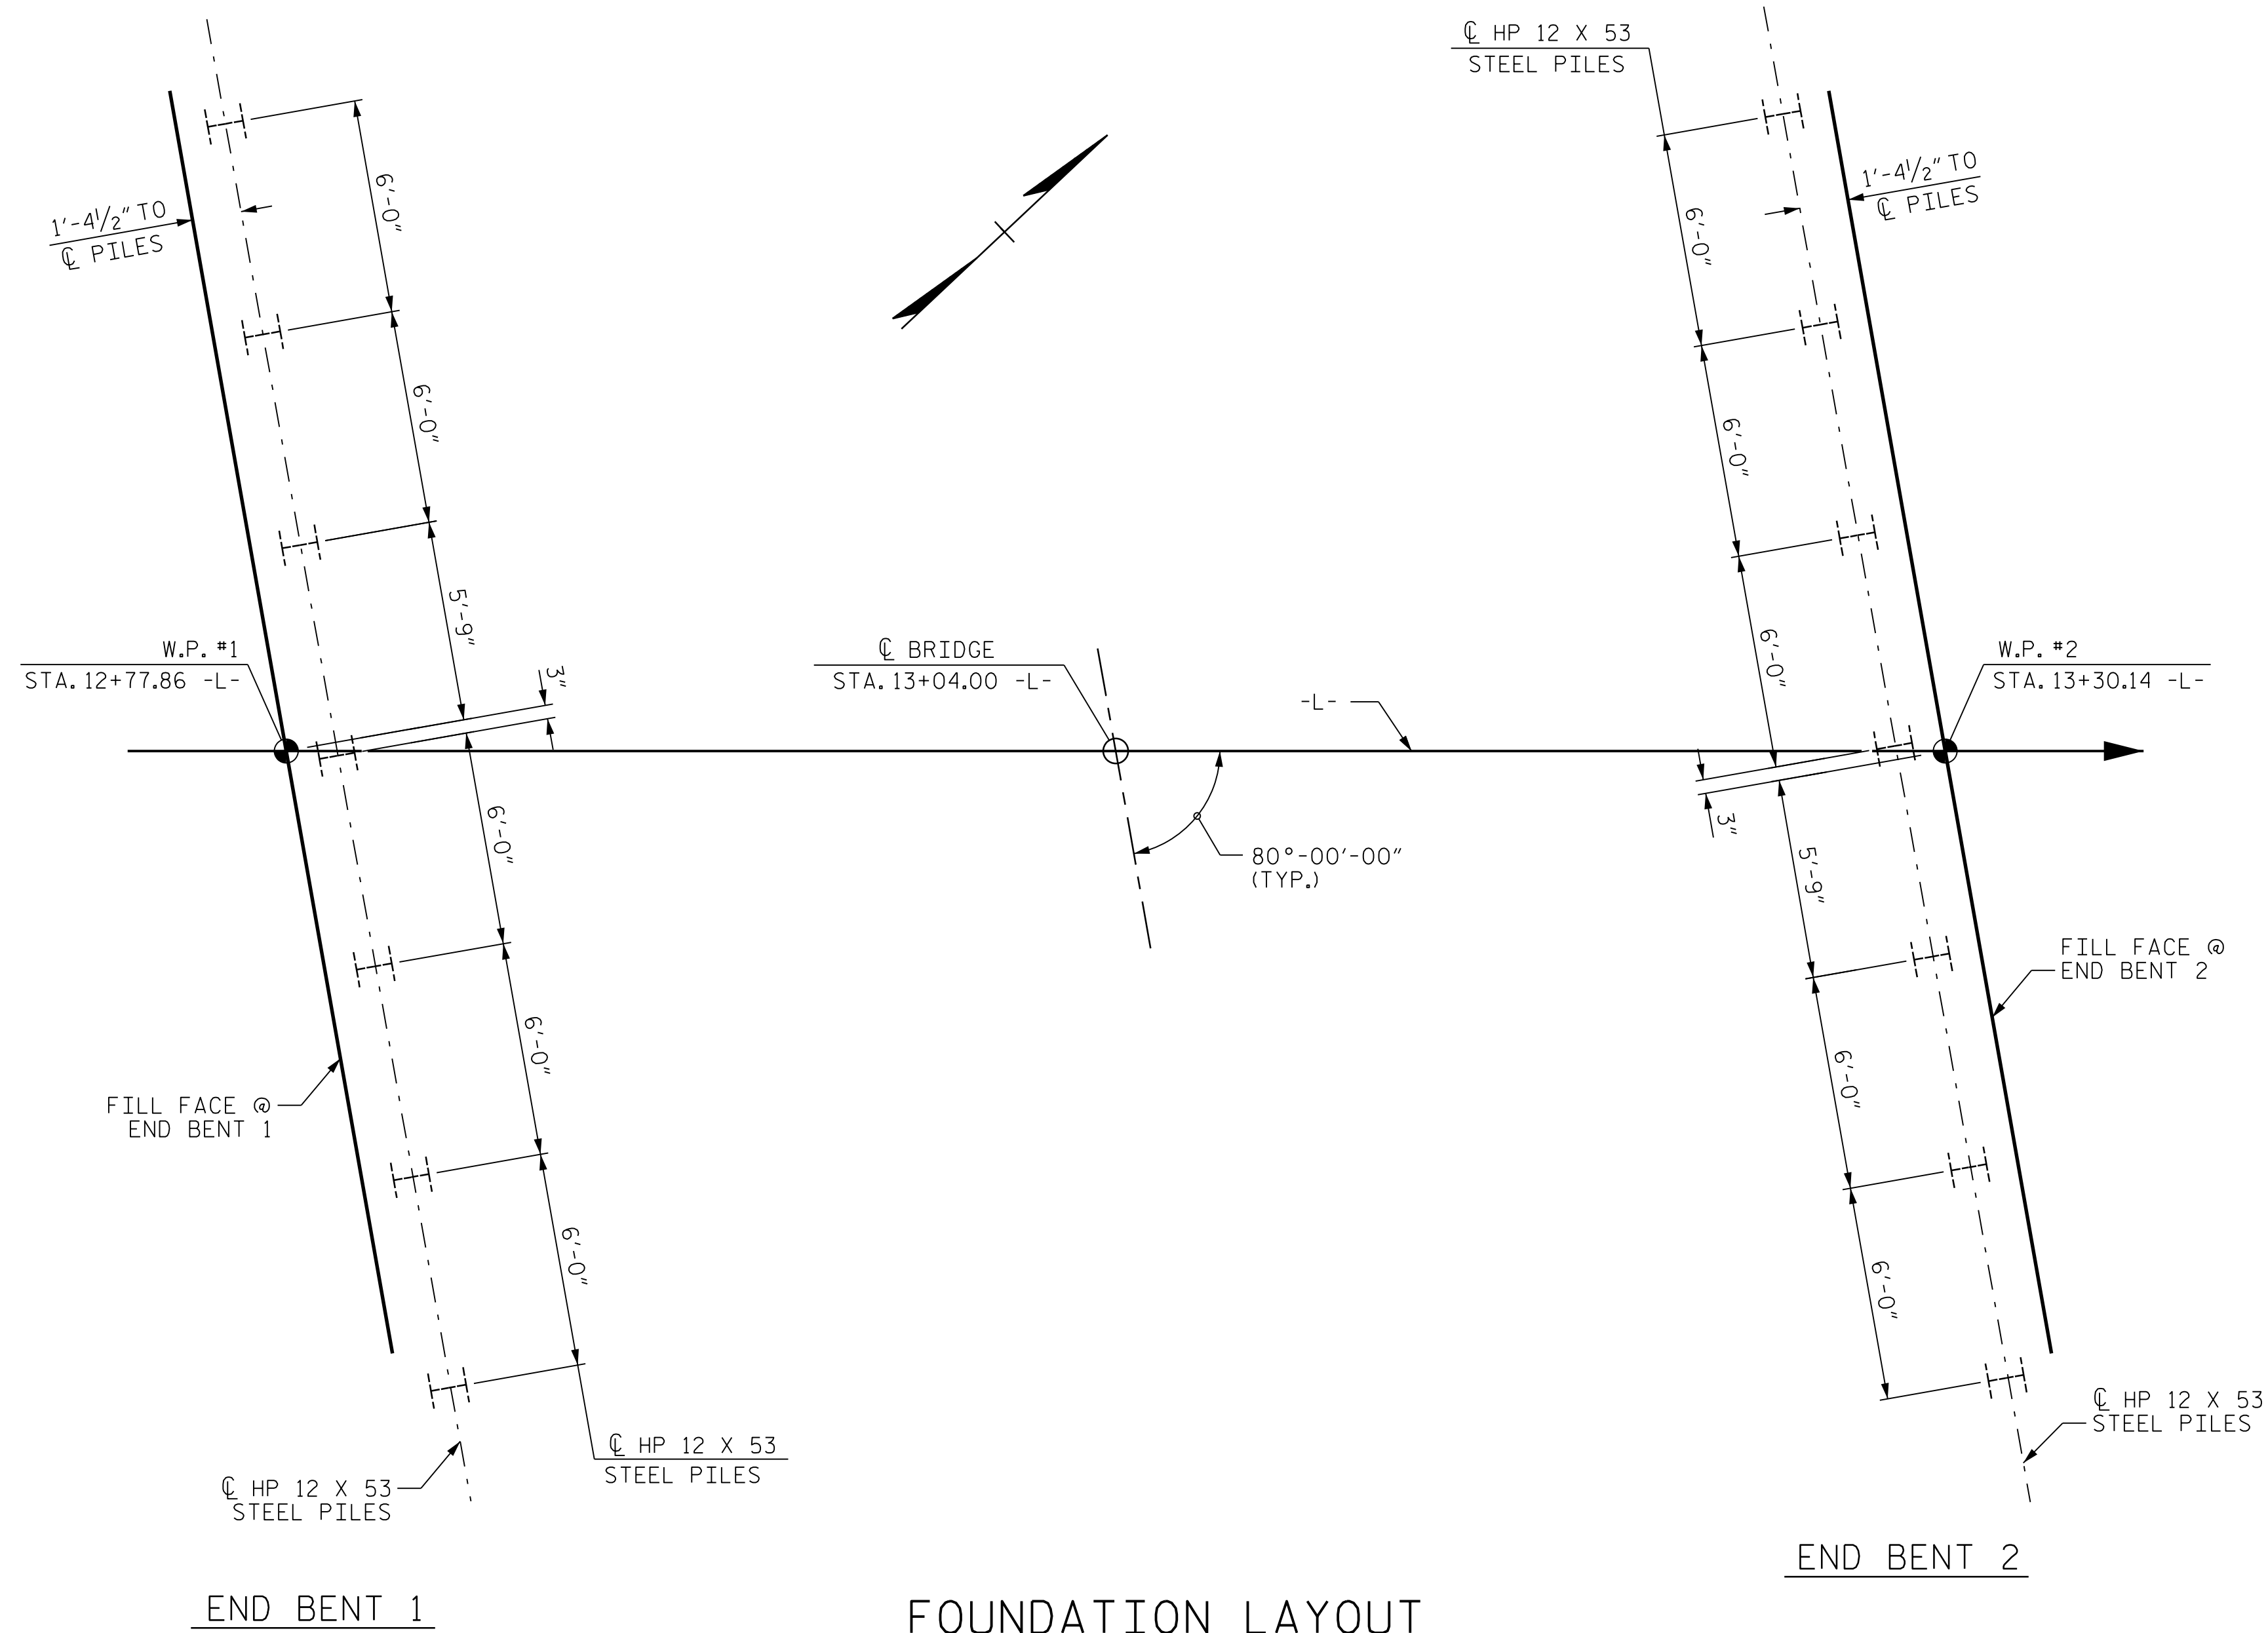 ℄ HP 12 X 53
STEEL PILES
1'-4½" TO
℄ PILES
1'-4½" TO
℄ PILES
6'-0"
6'-0"
5'-9"
3"
6'-0"
6'-0"
6'-0"
6'-0"
6'-0"
6'-0"
3"
5'-9"
6'-0"
6'-0"
W.P. #1
STA. 12+77.86 -L-
℄ BRIDGE
STA. 13+04.00 -L-
-L-
W.P. #2
STA. 13+30.14 -L-
80°-00'-00"
(TYP.)
FILL FACE @
END BENT 2
FILL FACE @
END BENT 1
℄ HP 12 X 53
STEEL PILES
℄ HP 12 X 53
STEEL PILES
℄ HP 12 X 53
STEEL PILES
END BENT 1
FOUNDATION LAYOUT
END BENT 2